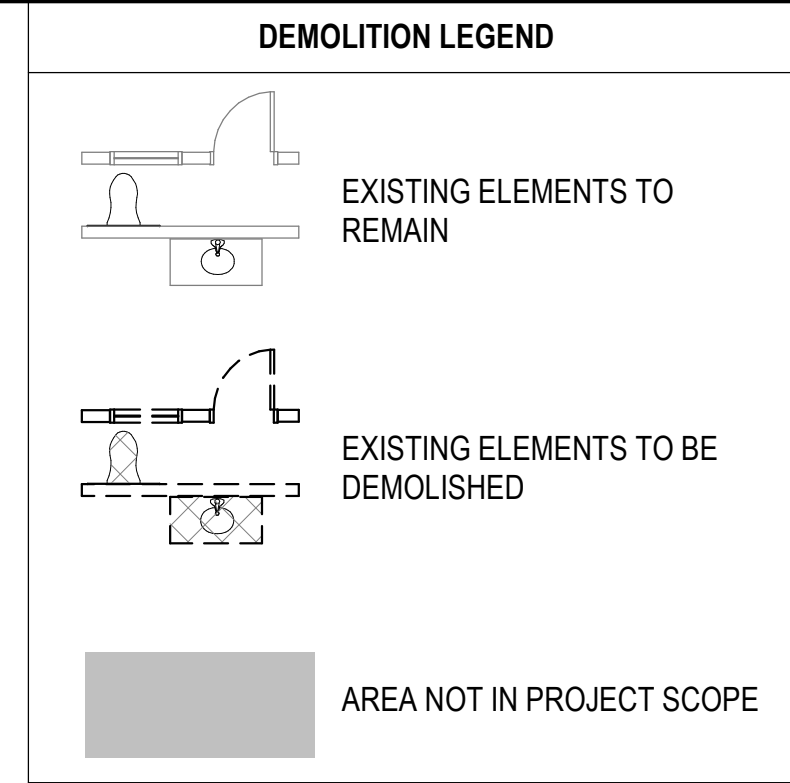 DEMOLITION LEGEND
EXISTING ELEMENTS TO
REMAIN
EXISTING ELEMENTS TO BE
DEMOLISHED
AREA NOT IN PROJECT SCOPE